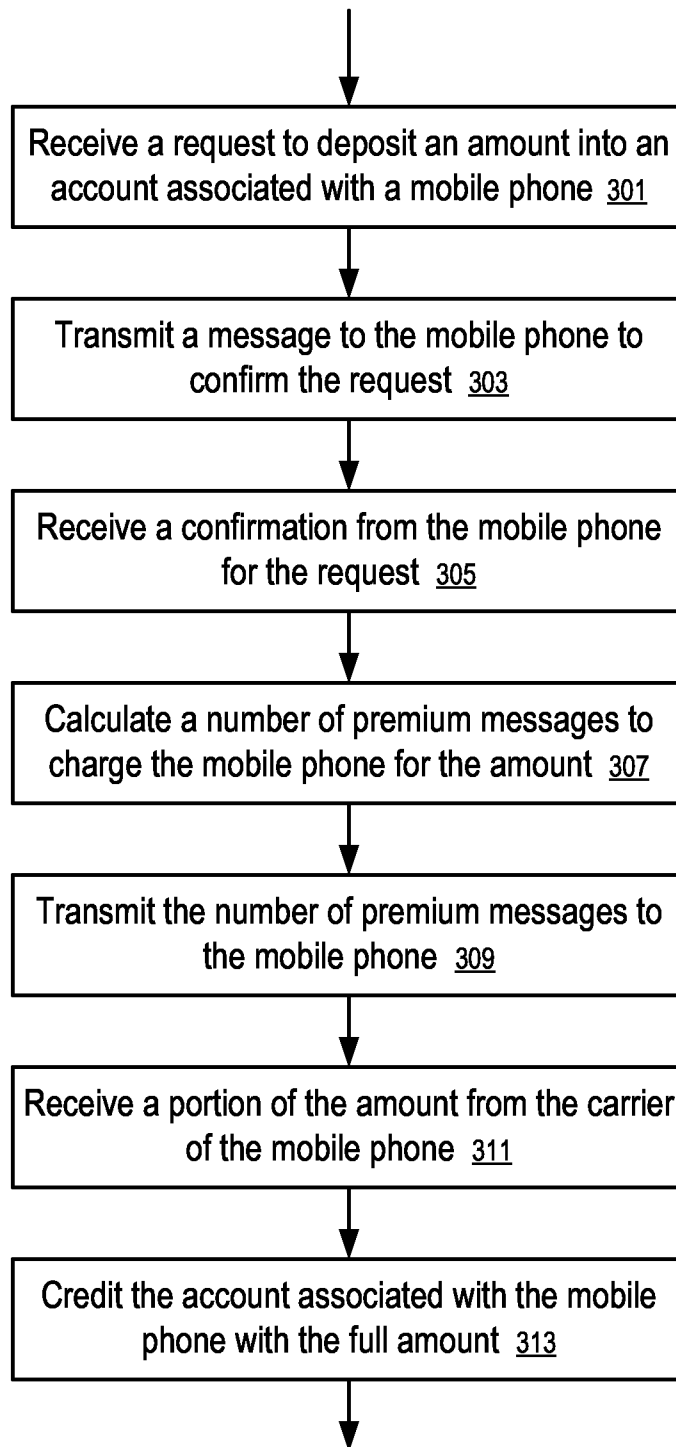 Receive a request to deposit an amount into an
account associated with a mobile phone 301
Transmit a message to the mobile phone to
confirm the request 303
Receive a confirmation from the mobile phone
for the request 305
Calculate a number of premium messages to
charge the mobile phone for the amount 307
Transmit the number of premium messages to
the mobile phone 309
Receive a portion of the amount from the carrier
of the mobile phone 311
Credit the account associated with the mobile
phone with the full amount 313